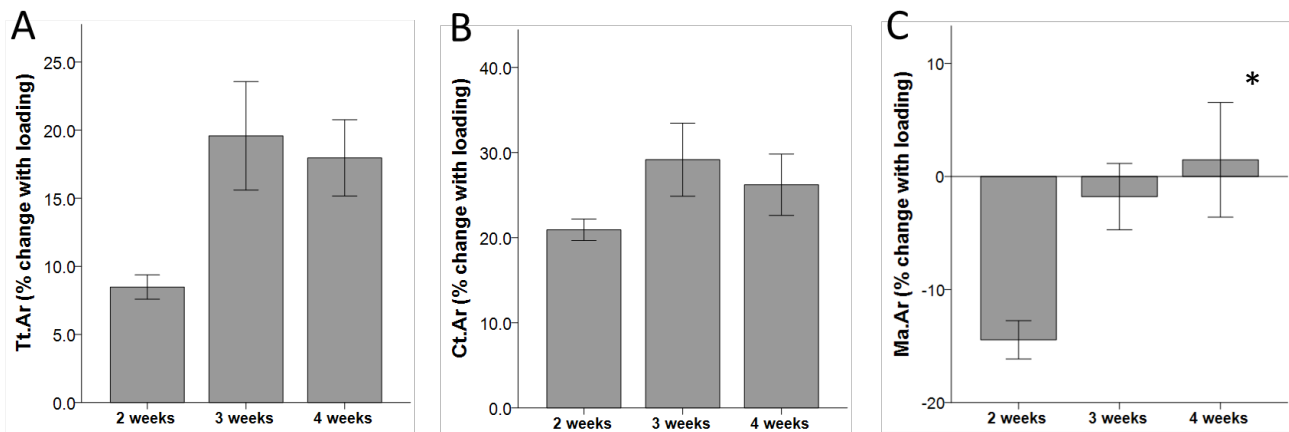 A
Tt.Ar (% change with loading)
25.0
20.0
15.0
10.0
5.0
0.0
2 weeks 3 weeks 4 weeks
B
Ct.Ar (% change with loading)
40.0
30.0
20.0
10.0
0.0
2 weeks 3 weeks 4 weeks
C
Ma.Ar (% change with loading)
10
0
-10
-20
*
2 weeks 3 weeks 4 weeks